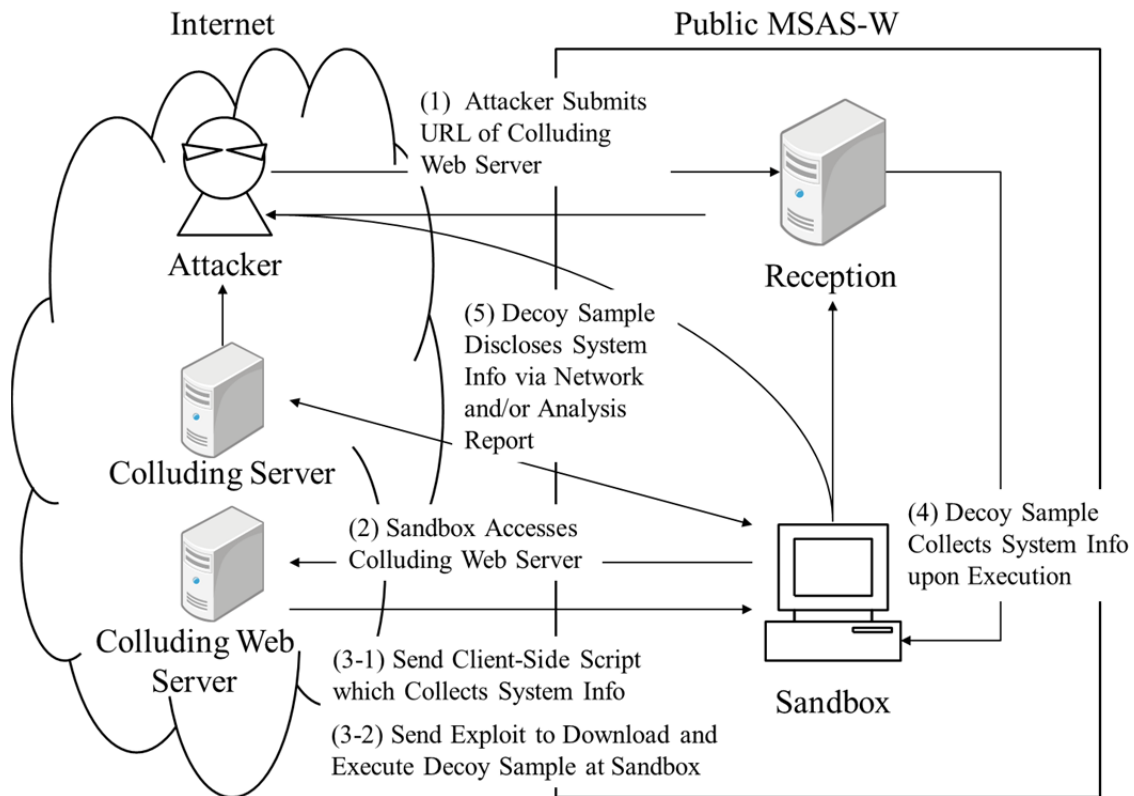 Internet
Public MSAS-W
(1) Attacker Submits
URL of Colluding
Web Server
Attacker
Reception
(5) Decoy Sample
Discloses System
Info via Network
and/or Analysis
Report
Colluding Server
(2) Sandbox Accesses
Colluding Web Server
(4) Decoy Sample
Collects System Info
upon Execution
Colluding Web
Server
(3-1) Send Client-Side Script
which Collects System Info
Sandbox
(3-2) Send Exploit to Download and
Execute Decoy Sample at Sandbox